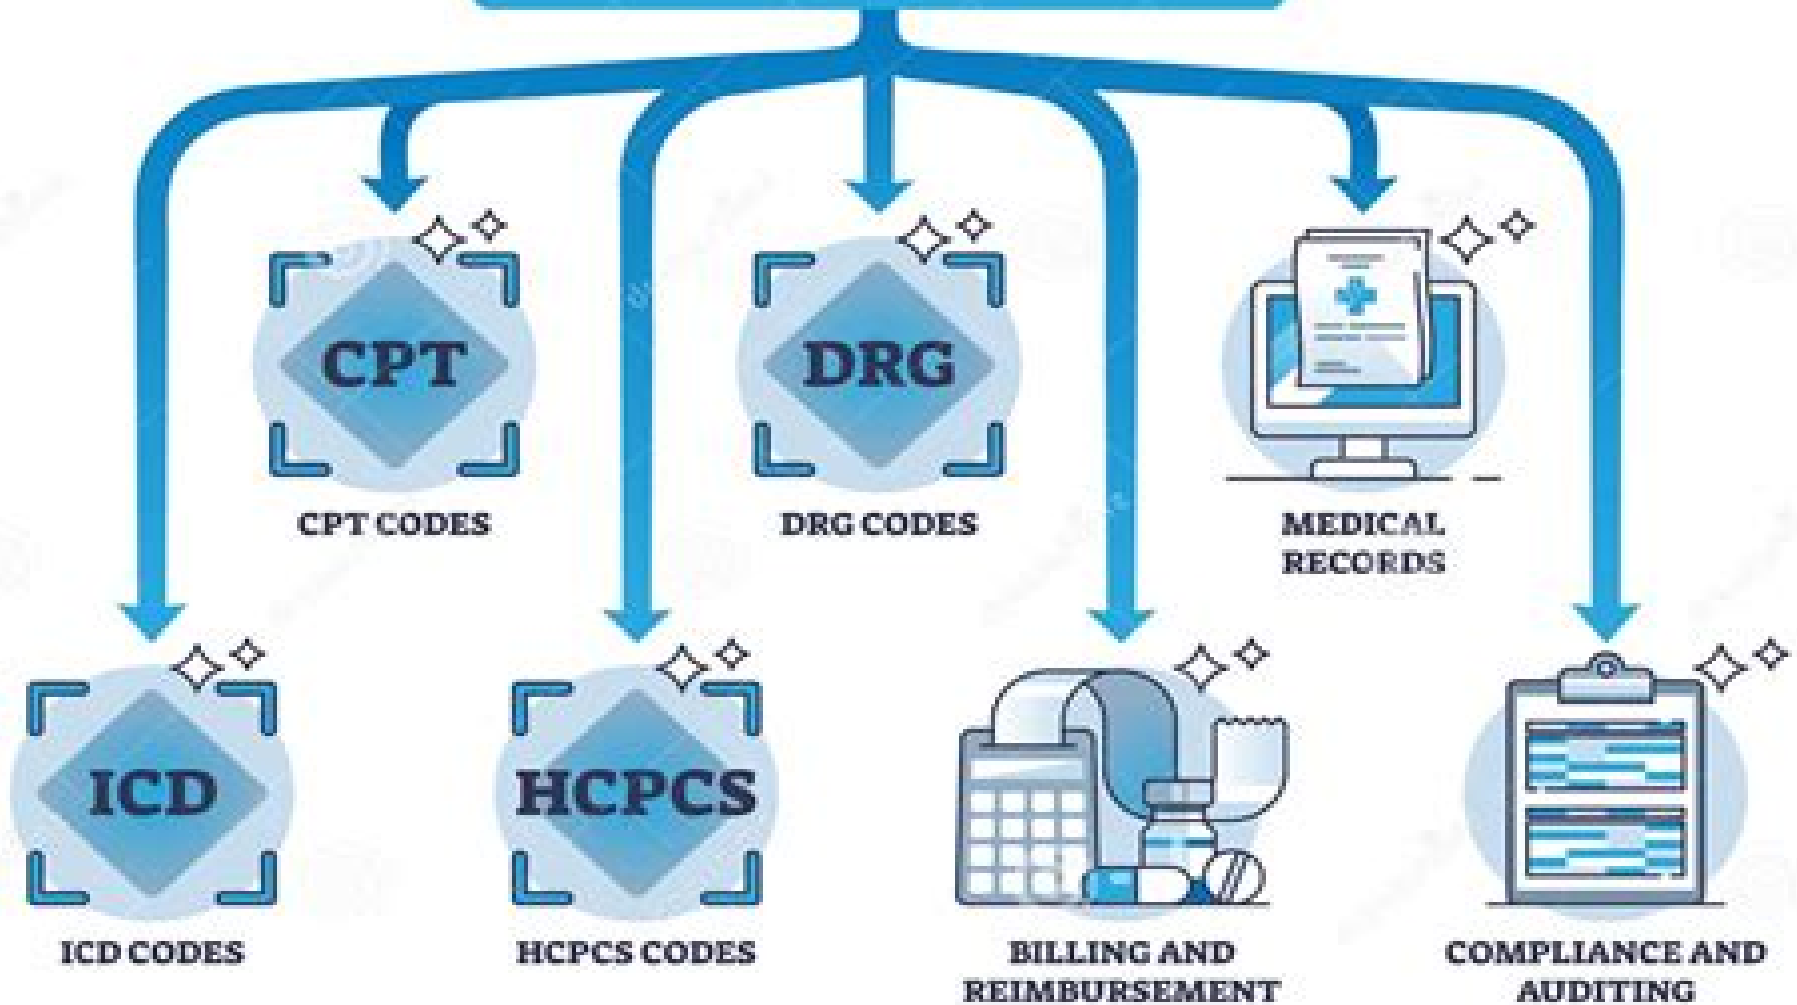 CPT
DRG
CPT CODES
DRG CODES
MEDICAL
RECORDS
ICD
HCPCS
ICD CODES
HCPCS CODES
BILLING AND
REIMBURSEMENT
COMPLIANCE AND
AUDITING